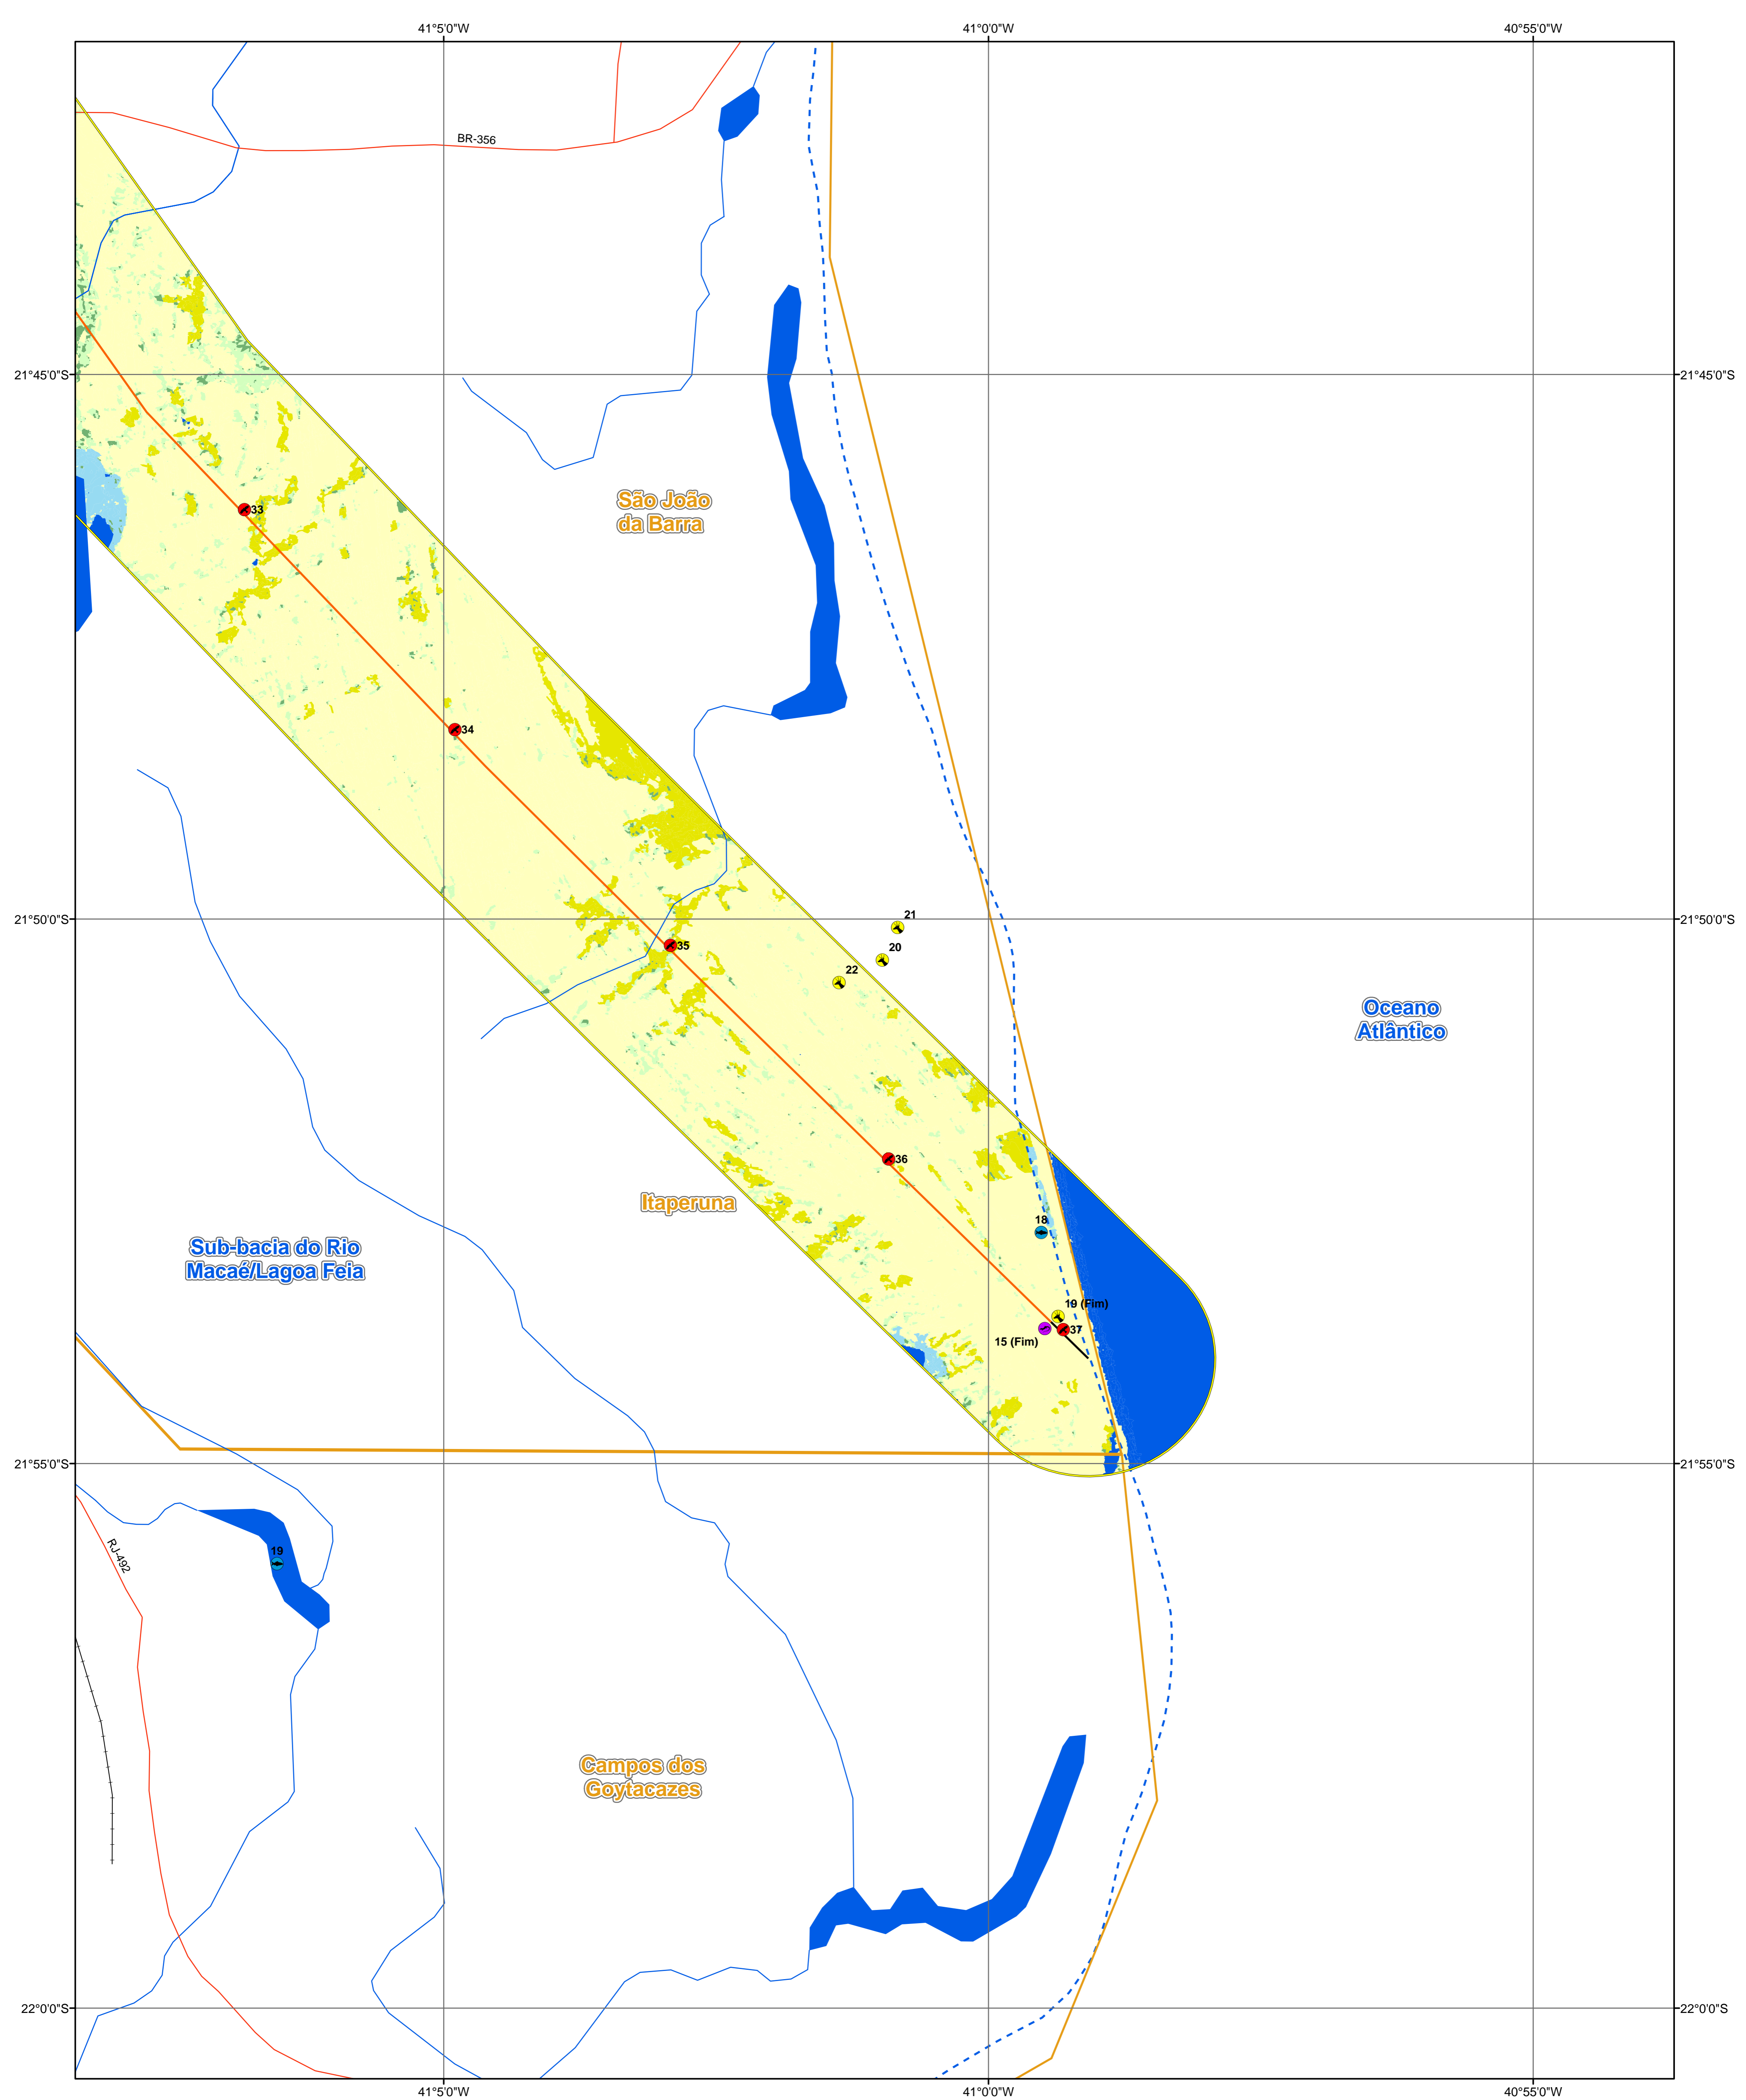 41°5'0"W
41°0'0"W
40°55'0"W
BR-356
21°45'0"S
21°45'0"S
São João
da Barra
33
34
21°50'0"S
21°50'0"S
21
20
35
22
Oceano
Atlântico
36
Itaperuna
18
Sub-bacia do Rio
Macaé/Lagoa Feia
19 (Fim)
37
15 (Fim)
21°55'0"S
21°55'0"S
RJ-492
19
Campos dos
Goytacazes
22°0'0"S
22°0'0"S
41°5'0"W
41°0'0"W
40°55'0"W